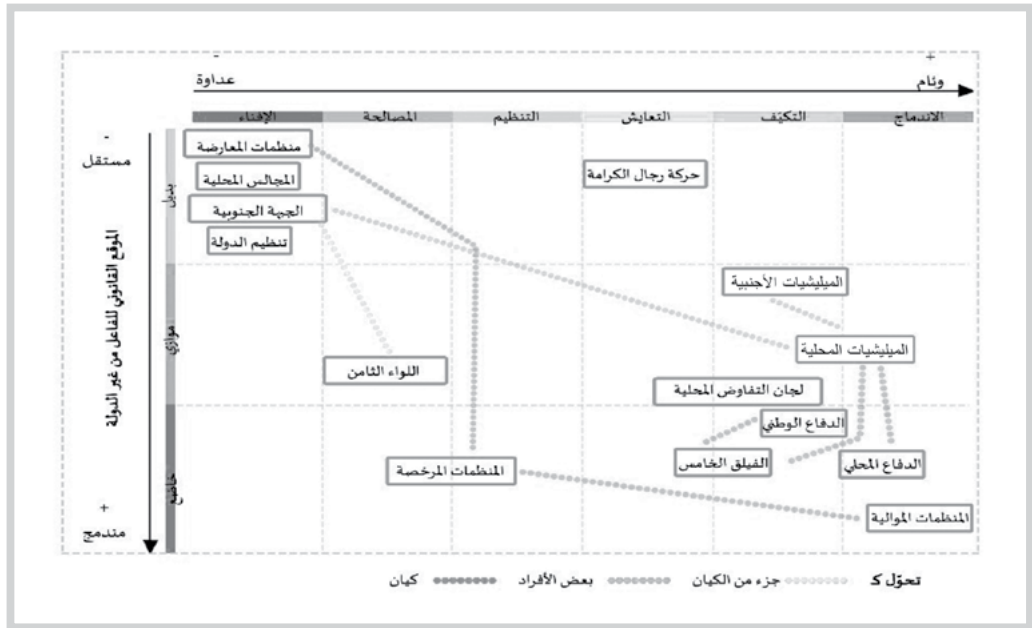 - +
عداوة وئام
الإفناء المصالحة التنظيم التعايش التكيّف الاندماج
-
مستقل
الموقع القانوني للفاعل من غير الدولة
بديل
موازي
خاضع
+
مندمج
منظمات المعارضة
المجالس المحلية
الجبهة الجنوبية
تنظيم الدولة
حركة رجال الكرامة
الميليشيات الأجنبية
الميليشيات المحلية
اللواء الثامن
لجان التفاوض المحلية
الدفاع الوطني
الفيلق الخامس
الدفاع المحلي
المنظمات المرخصة
المنظمات الموالية
تحوّل كـ جزء من الكيان بعض الأفراد كيان